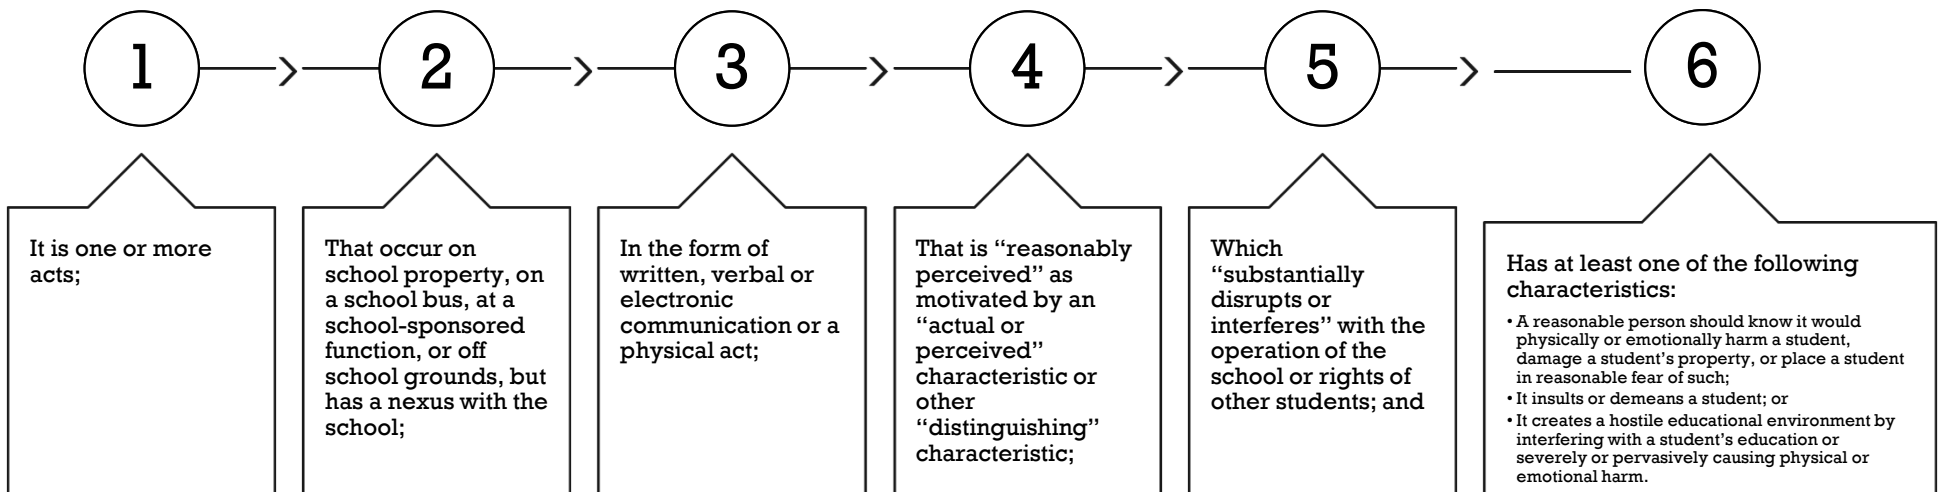 1
2
3
4
5
6
It is one or more
acts;
That occur on
school property, on
a school bus, at a
school-sponsored
function, or off
school grounds, but
has a nexus with the
school;
In the form of
written, verbal or
electronic
communication or a
physical act;
That is “reasonably
perceived” as
motivated by an
“actual or
perceived”
characteristic or
other
“distinguishing”
characteristic;
Which
“substantially
disrupts or
interferes” with the
operation of the
school or rights of
other students; and
Has at least one of the following
characteristics:
• A reasonable person should know it would
physically or emotionally harm a student,
damage a student’s property, or place a student
in reasonable fear of such;
• It insults or demeans a student; or
• It creates a hostile educational environment by
interfering with a student’s education or
severely or pervasively causing physical or
emotional harm.